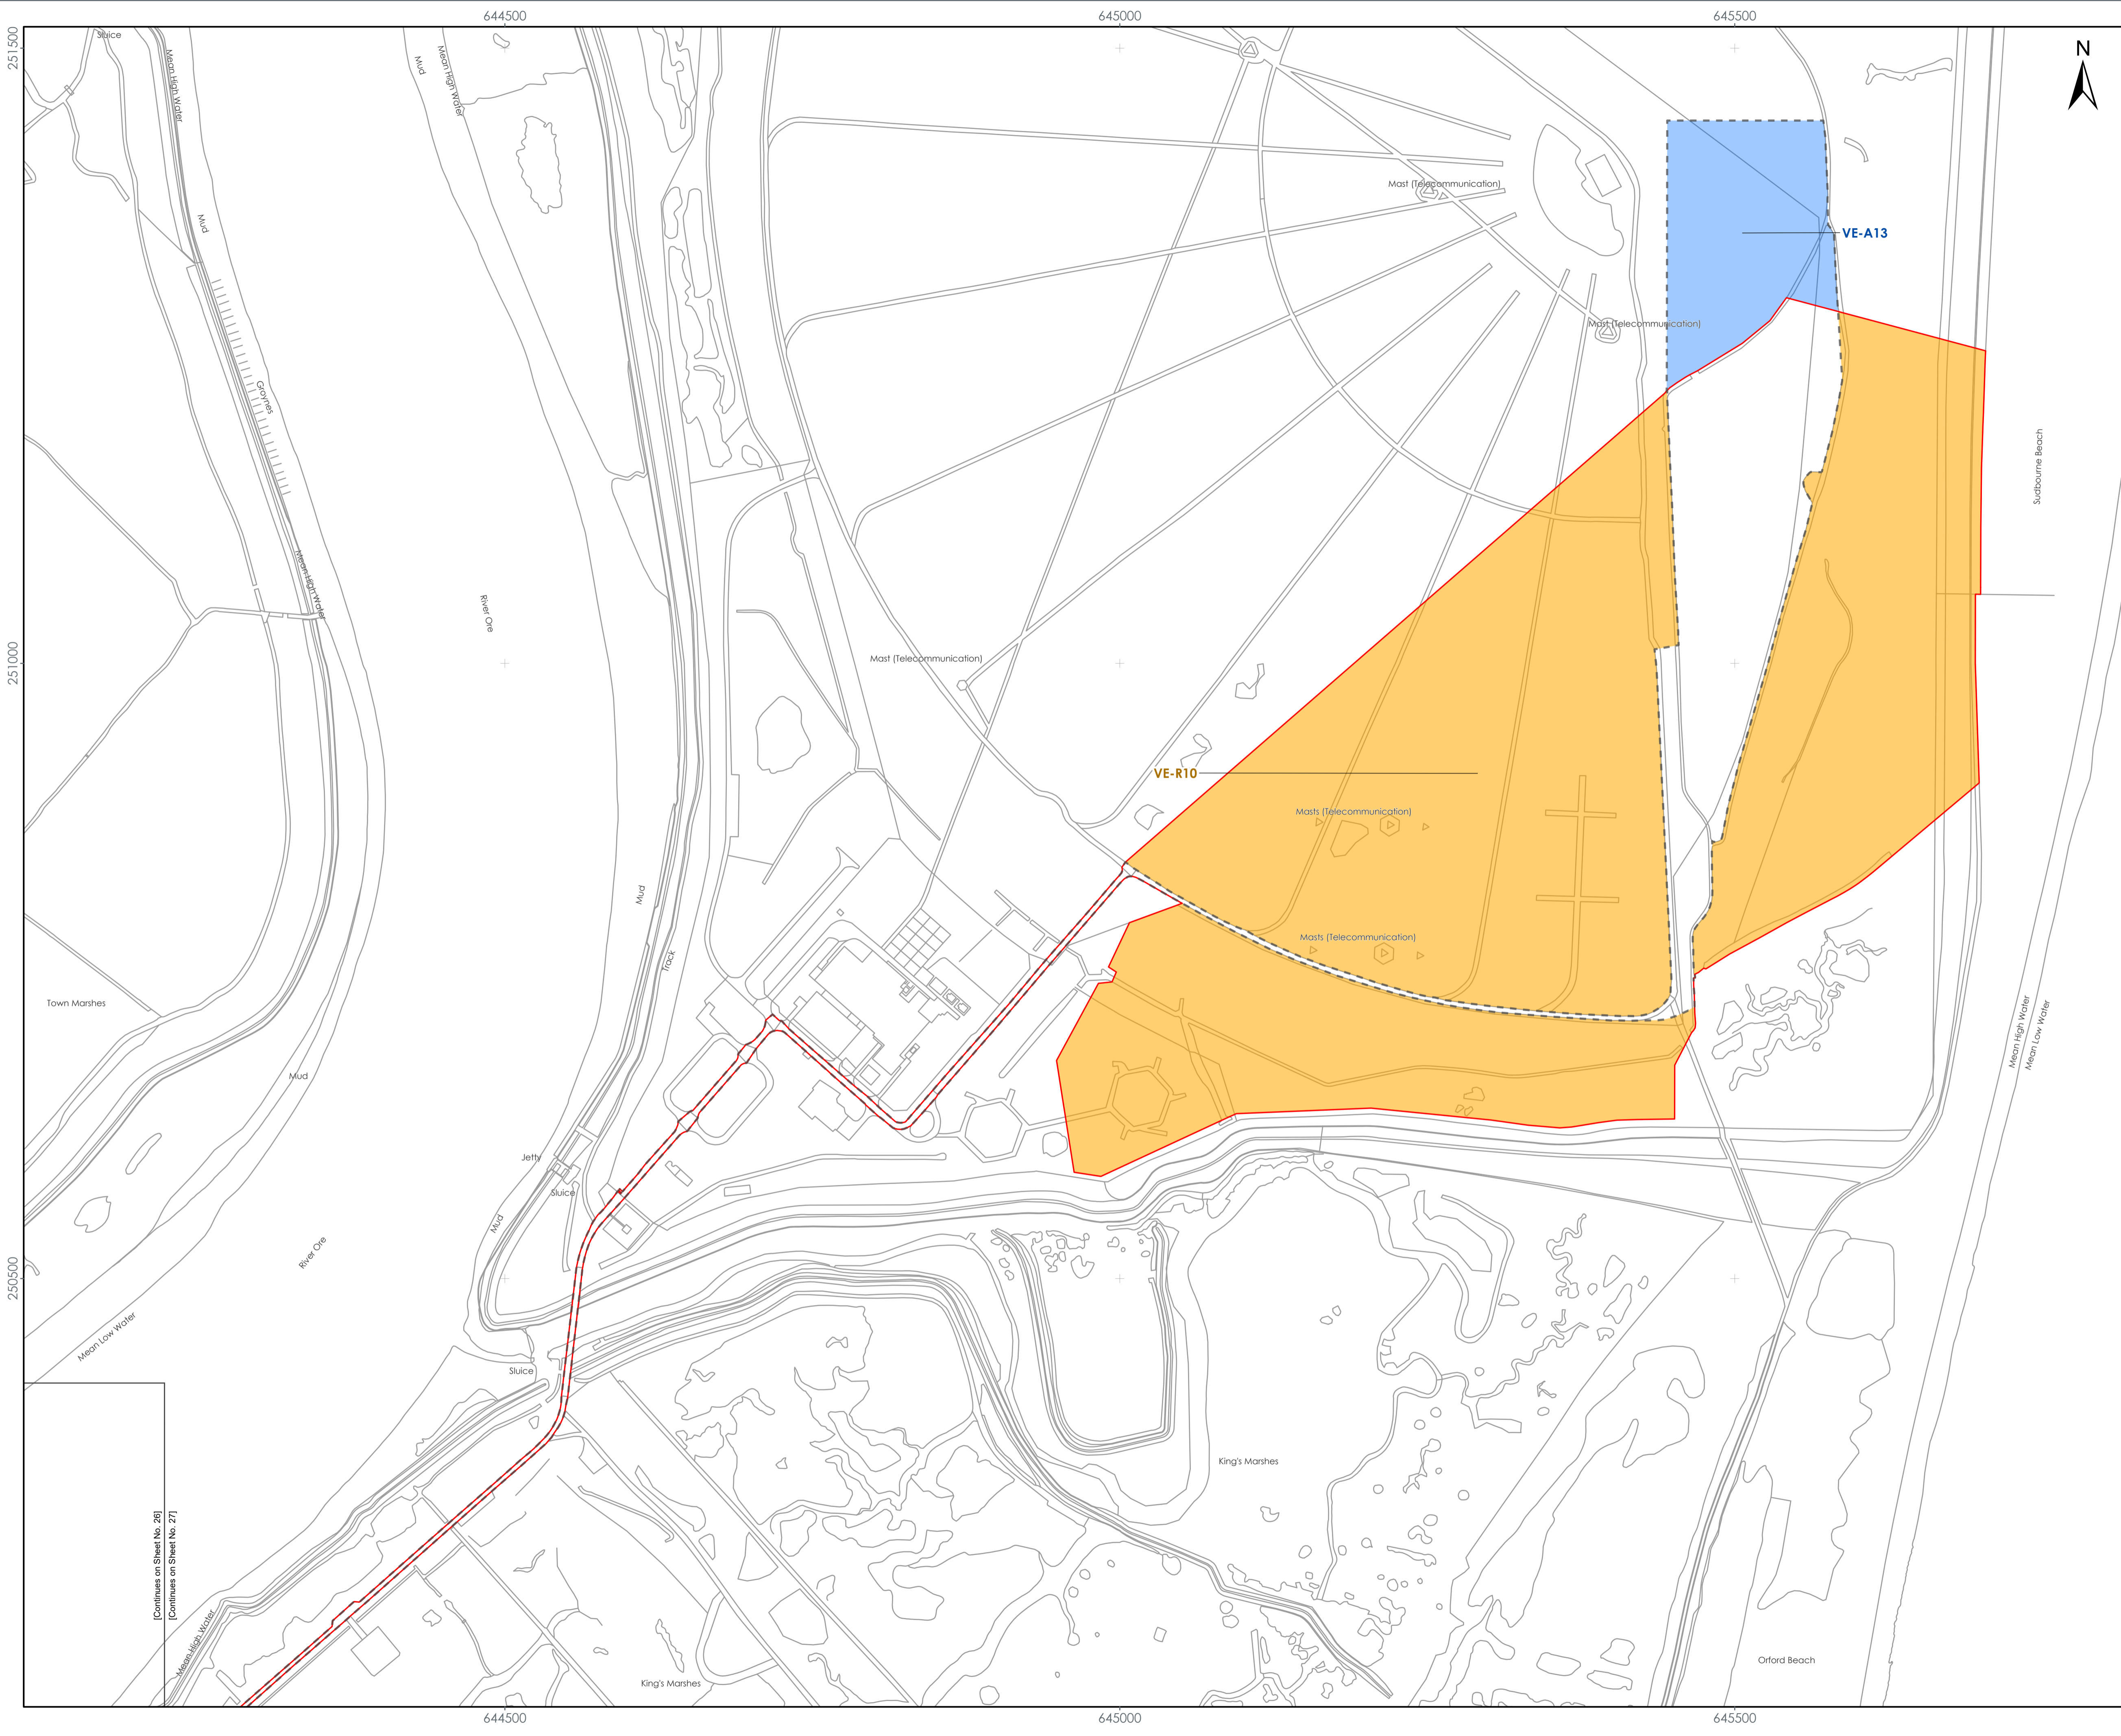 644500
645000
645500
251500
Sluice
Mean High Water
Mud
Mean High Water
N
Mud
Mast (Telecommunication)
VE-A13
Mast (Telecommunication)
Groynes
Sudbourne Beach
Mean High Water
River Ore
251000
Mast (Telecommunication)
VE-R10
Masts (Telecommunication)
Mud
Masts (Telecommunication)
Track
Town Marshes
Mean High Water
Mean Low Water
Mud
Jetty
Sluice
Mud
River Ore
250500
Mean Low Water
Sluice
King's Marshes
[Continues on Sheet No. 26]
[Continues on Sheet No. 27]
Mean High Water
King's Marshes
Orford Beach
644500
645000
645500